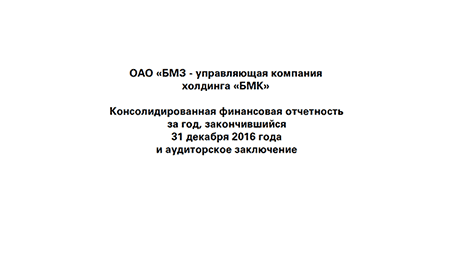 ОАО «БМЗ - управляющая компания
холдинга «БМК»
Консолидированная финансовая отчетность
за год, закончившийся
31 декабря 2016 года
и аудиторское заключение